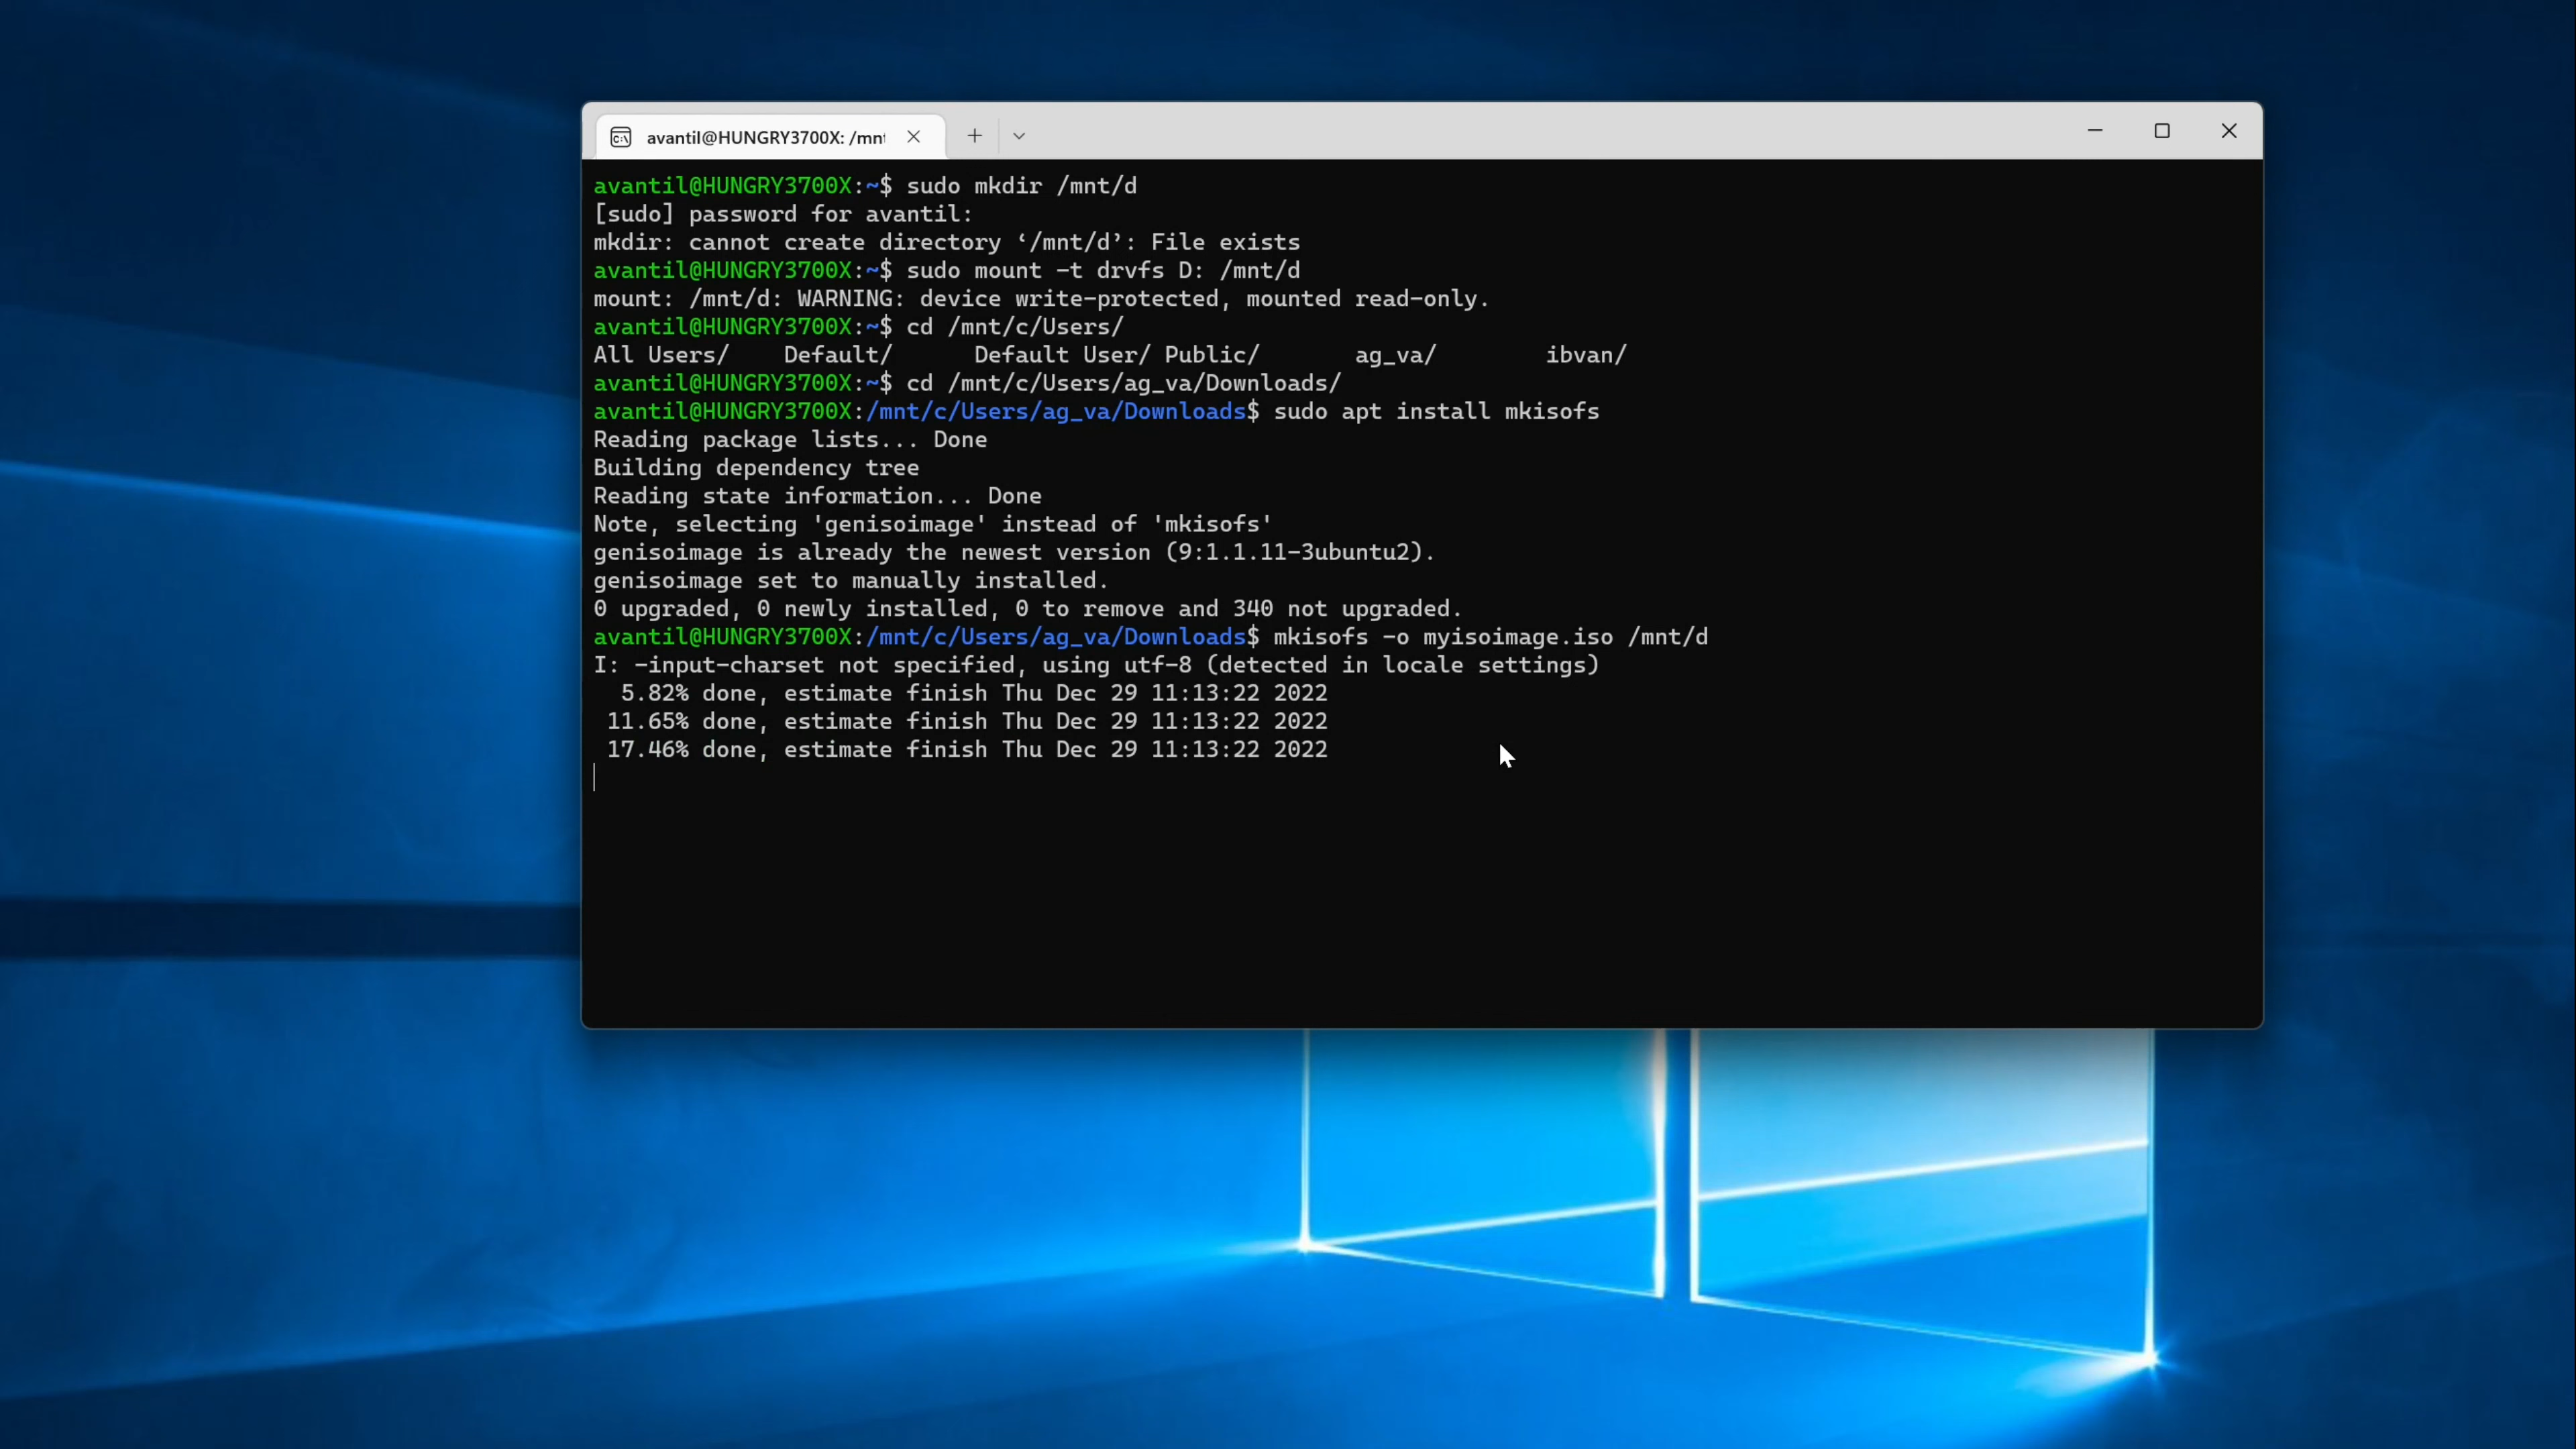 avantil@HUNGRY3700X: /mnt
avantil@HUNGRY3700X:~$ sudo mkdir /mnt/d
[sudo] password for avantil:
mkdir: cannot create directory ‘/mnt/d’: File exists
avantil@HUNGRY3700X:~$ sudo mount -t drvfs D: /mnt/d
mount: /mnt/d: WARNING: device write-protected, mounted read-only.
avantil@HUNGRY3700X:~$ cd /mnt/c/Users/
All Users/    Default/      Default User/ Public/       ag_va/        ibvan/
avantil@HUNGRY3700X:~$ cd /mnt/c/Users/ag_va/Downloads/
avantil@HUNGRY3700X:/mnt/c/Users/ag_va/Downloads$ sudo apt install mkisofs
Reading package lists... Done
Building dependency tree
Reading state information... Done
Note, selecting 'genisoimage' instead of 'mkisofs'
genisoimage is already the newest version (9:1.1.11-3ubuntu2).
genisoimage set to manually installed.
0 upgraded, 0 newly installed, 0 to remove and 340 not upgraded.
avantil@HUNGRY3700X:/mnt/c/Users/ag_va/Downloads$ mkisofs -o myisoimage.iso /mnt/d
I: -input-charset not specified, using utf-8 (detected in locale settings)
  5.82% done, estimate finish Thu Dec 29 11:13:22 2022
 11.65% done, estimate finish Thu Dec 29 11:13:22 2022
 17.46% done, estimate finish Thu Dec 29 11:13:22 2022